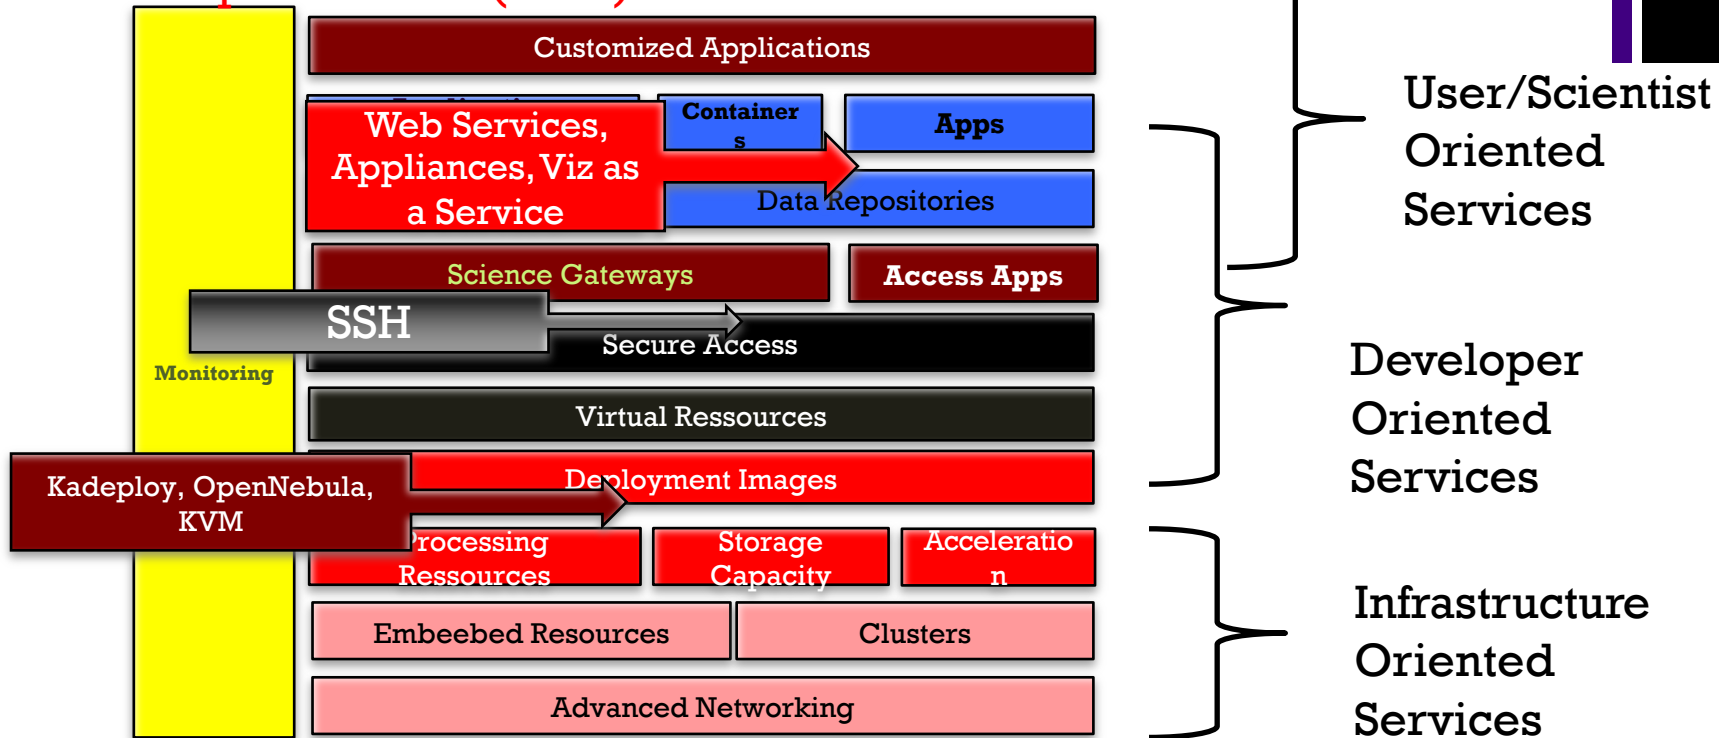 Customized Applications
Web Services,
Appliances, Viz as
a Service
Container
s
Apps
Data Repositories
Science Gateways
Access Apps
SSH
Secure Access
Monitoring
Virtual Ressources
Deployment Images
Kadeploy, OpenNebula,
KVM
Processing
Ressources
Storage
Capacity
Acceleratio
n
Embeebed Resources
Clusters
Advanced Networking
User/Scientist
Oriented
Services
Developer
Oriented
Services
Infrastructure
Oriented
Services